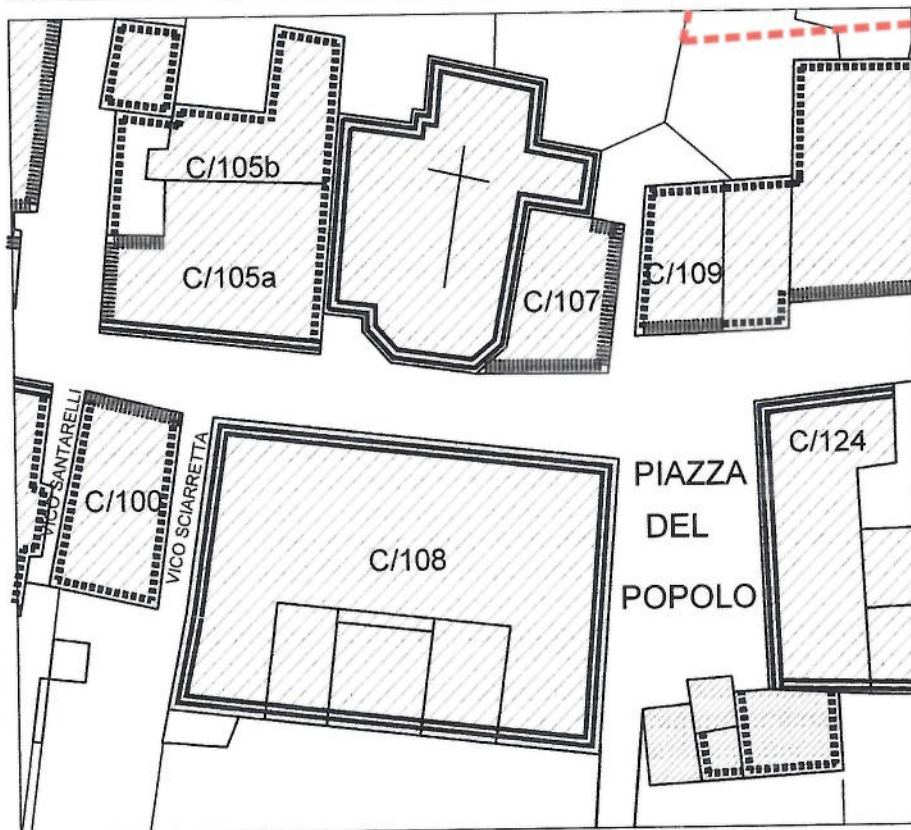 C/105b
C/105a
C/107
C/109
VICO SANTARELLI
C/100
VICO SCIARRETTA
C/108
PIAZZA
DEL
POPOLO
C/124